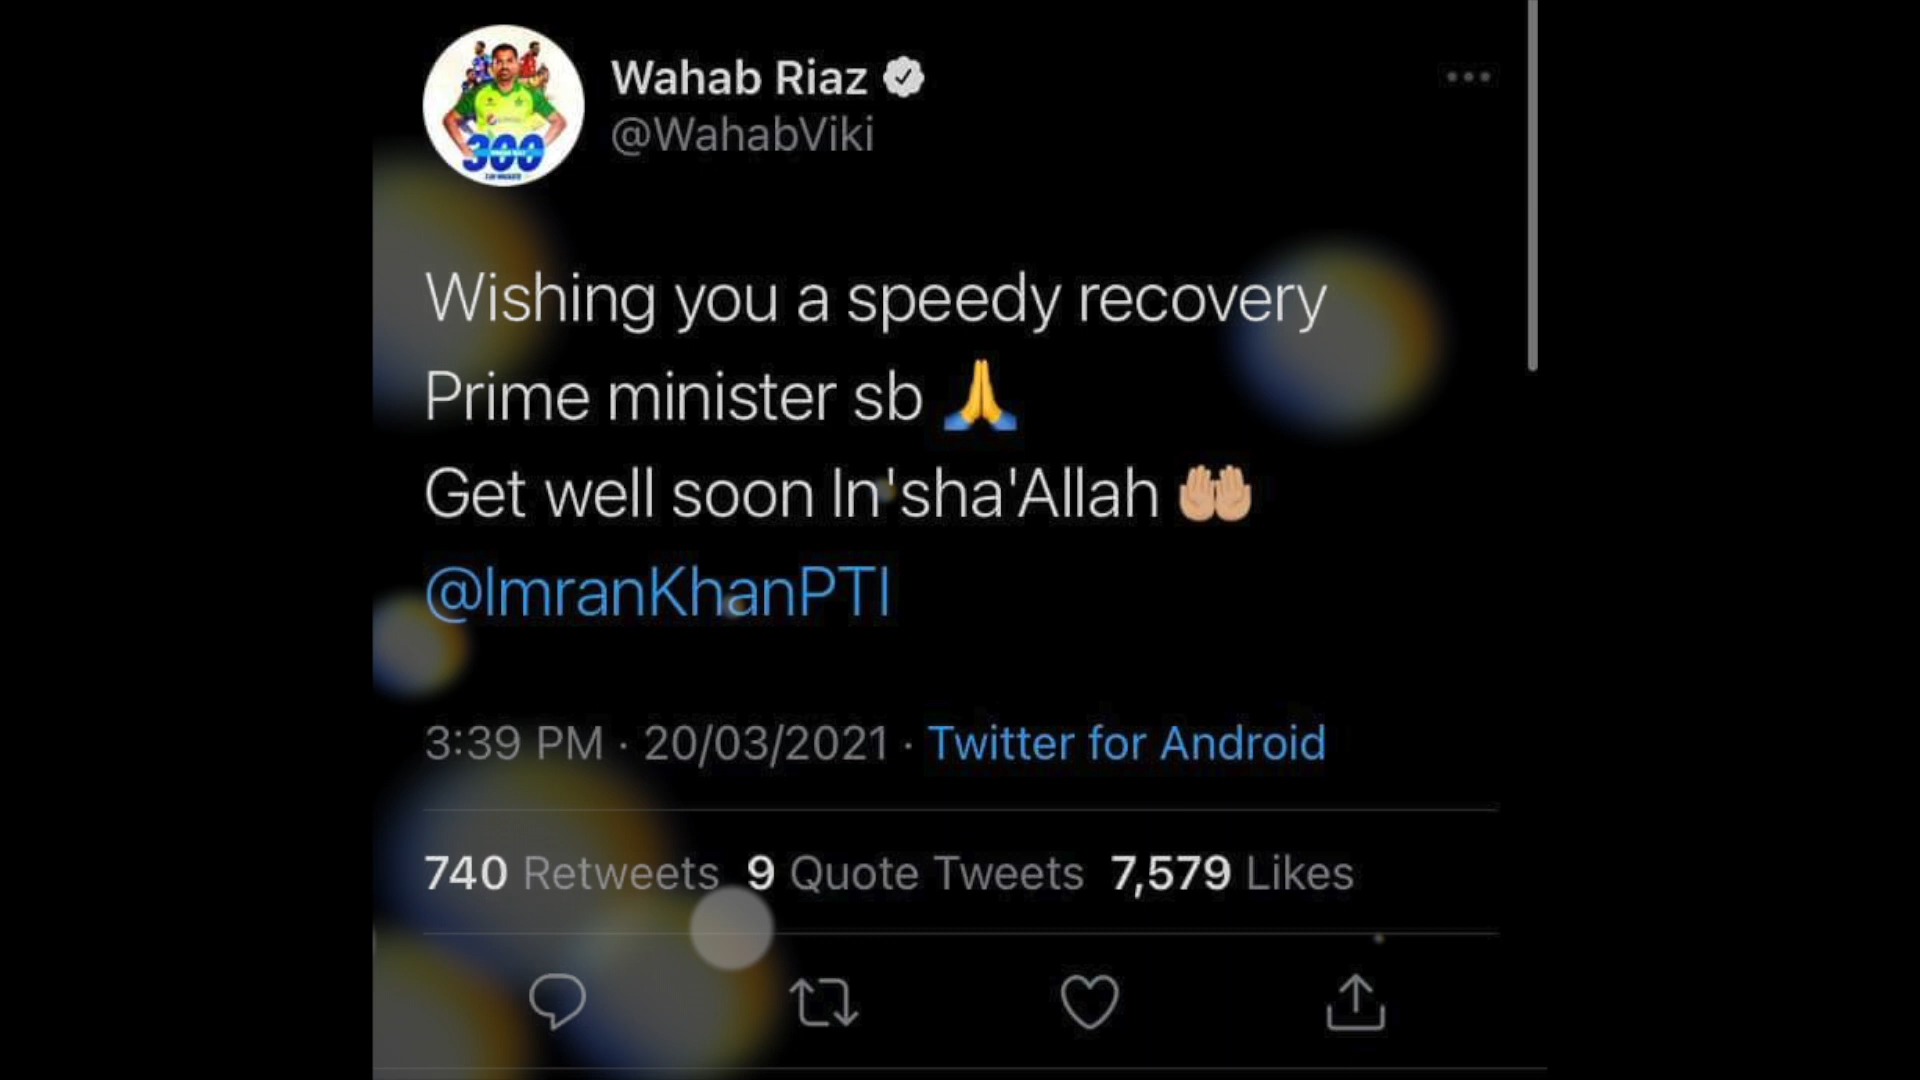 300
Wahab Riaz
@WahabViki
Wishing you a speedy recovery
Prime minister sb 🙏
Get well soon In'sha'Allah 🤲🏼
@ImranKhanPTI
3:39 PM · 20/03/2021 · Twitter for Android
740 Retweets 9 Quote Tweets 7,579 Likes